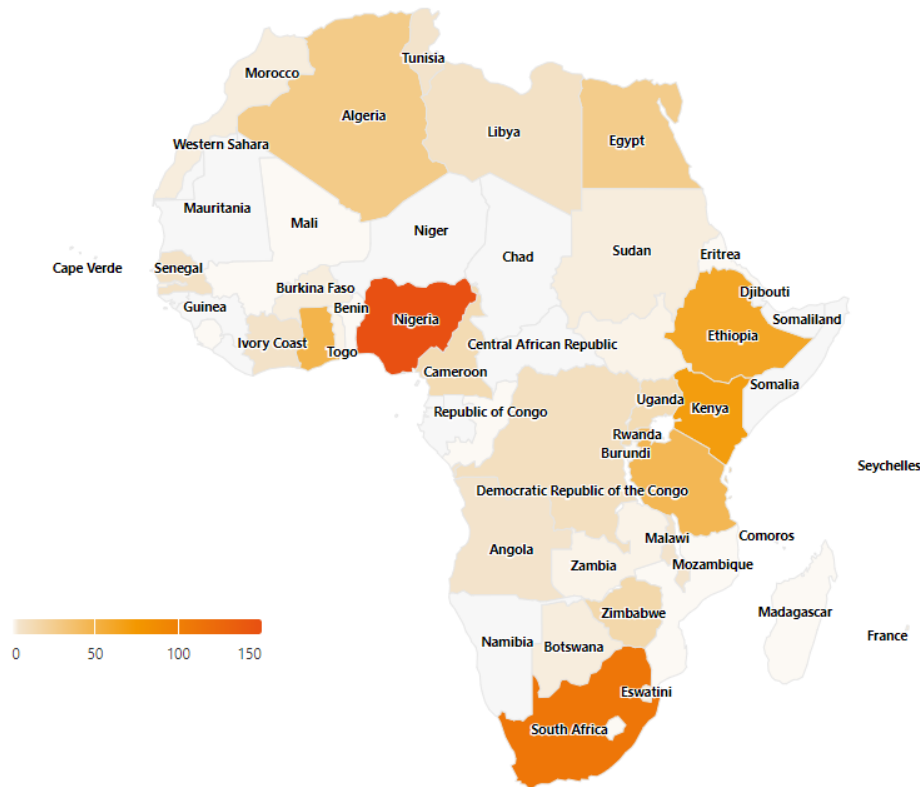 Tunisia
Morocco
Algeria
Libya
Egypt
Western Sahara
Mauritania
Mali
Niger
Chad
Sudan
Eritrea
Cape Verde
Senegal
Burkina Faso
Djibouti
Guinea
Benin
Nigeria
Somaliland
Ivory Coast
Togo
Central African Republic
Ethiopia
Cameroon
Somalia
Uganda
Kenya
Republic of Congo
Rwanda
Burundi
Seychelles
Democratic Republic of the Congo
Angola
Malawi
Comoros
Zambia
Mozambique
Zimbabwe
Madagascar
France
Namibia
Botswana
Eswatini
South Africa
0 50 100 150